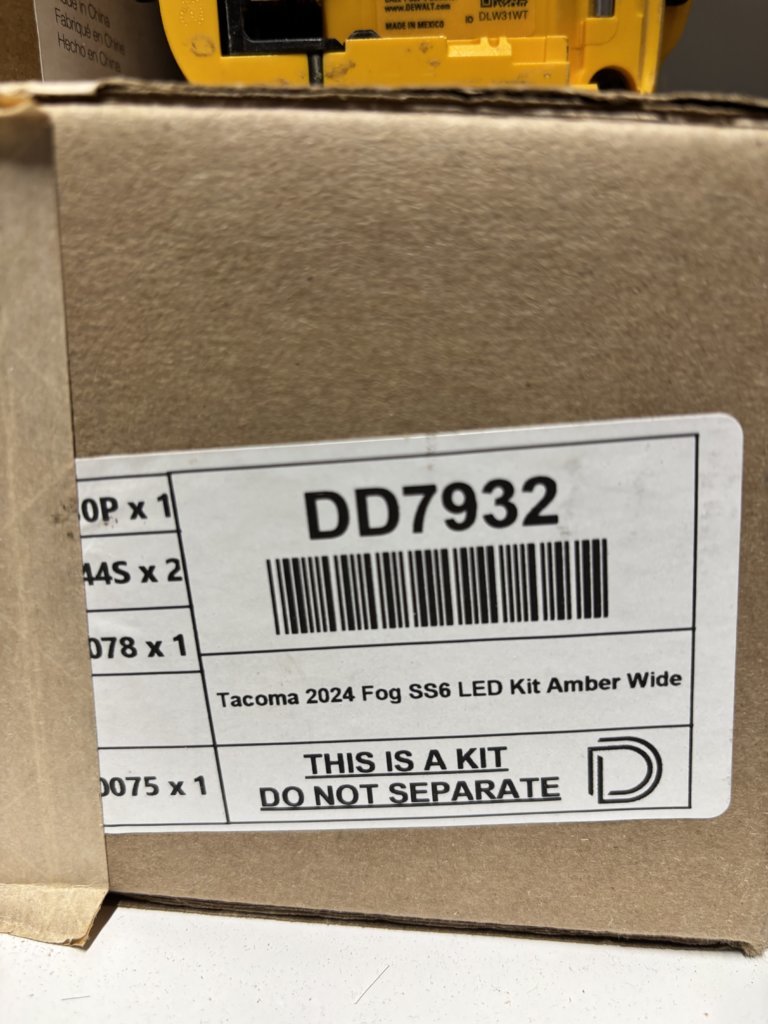 Made in China
Fabriqué en Chine
Hecho en China
www.DEWALT.com
MADE IN MEXICO
ID DLW31WT
0P x 1
44S x 2
078 x 1
0075 x 1
DD7932
Tacoma 2024 Fog SS6 LED Kit Amber Wide
THIS IS A KIT
DO NOT SEPARATE
D